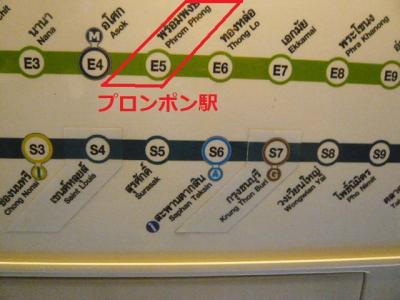 นานา
Nana
อโศก
Asok
พร้อมพงษ์
Phrom Phong
ทองหล่อ
Thong Lo
เอกมัย
Ekkamai
พระโขนง
Phra Khanong
M
E3
E4
E5
E6
E7
E8
E9
プロンポン駅
S3
S4
S5
S6
S7
S8
S9
A
G
ช่องนนทรี
Chong Nonsi
เซนต์หลุยส์
Saint Louis
สุรศักดิ์
Surasak
สะพานตากสิน
Saphan Taksin
กรุงธนบุรี
Krung Thon Buri
วงเวียนใหญ่
Wongwian Yai
โพธิ์นิมิตร
Pho Nimit